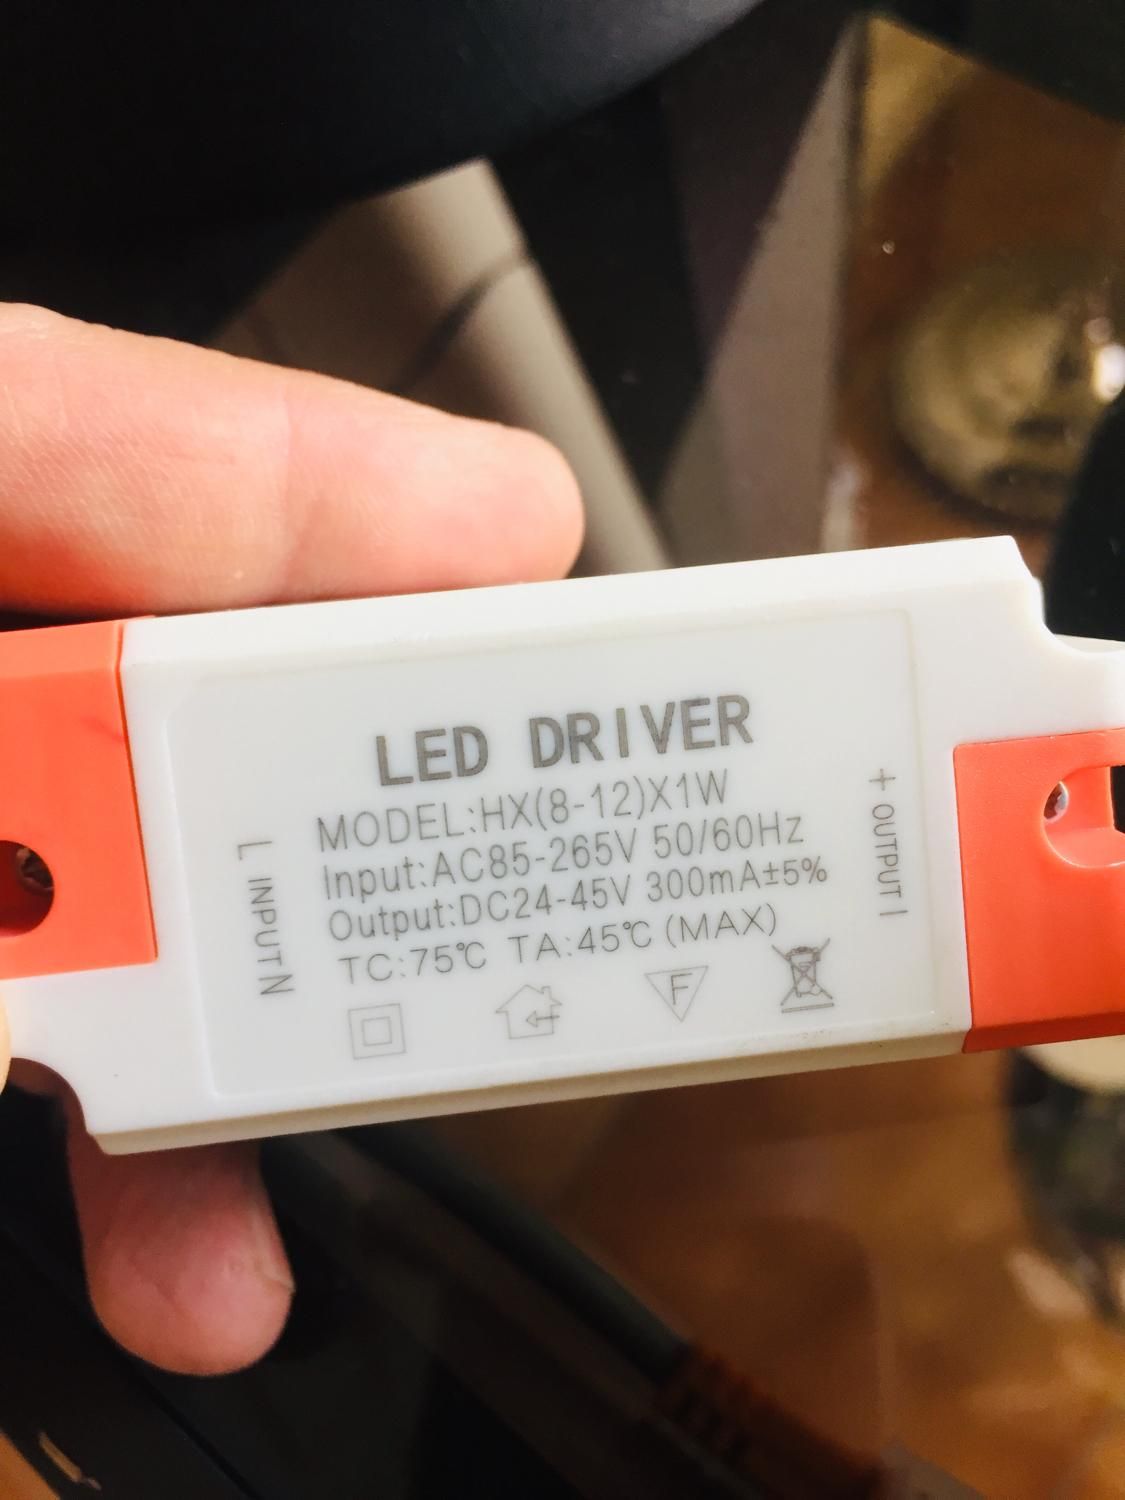 LED DRIVER
MODEL:HX(8-12)X1W
Input:AC85-265V 50/60Hz
Output:DC24-45V 300mA±5%
TC:75℃ TA:45℃(MAX)
F
L INPUT N
+ OUTPUT |